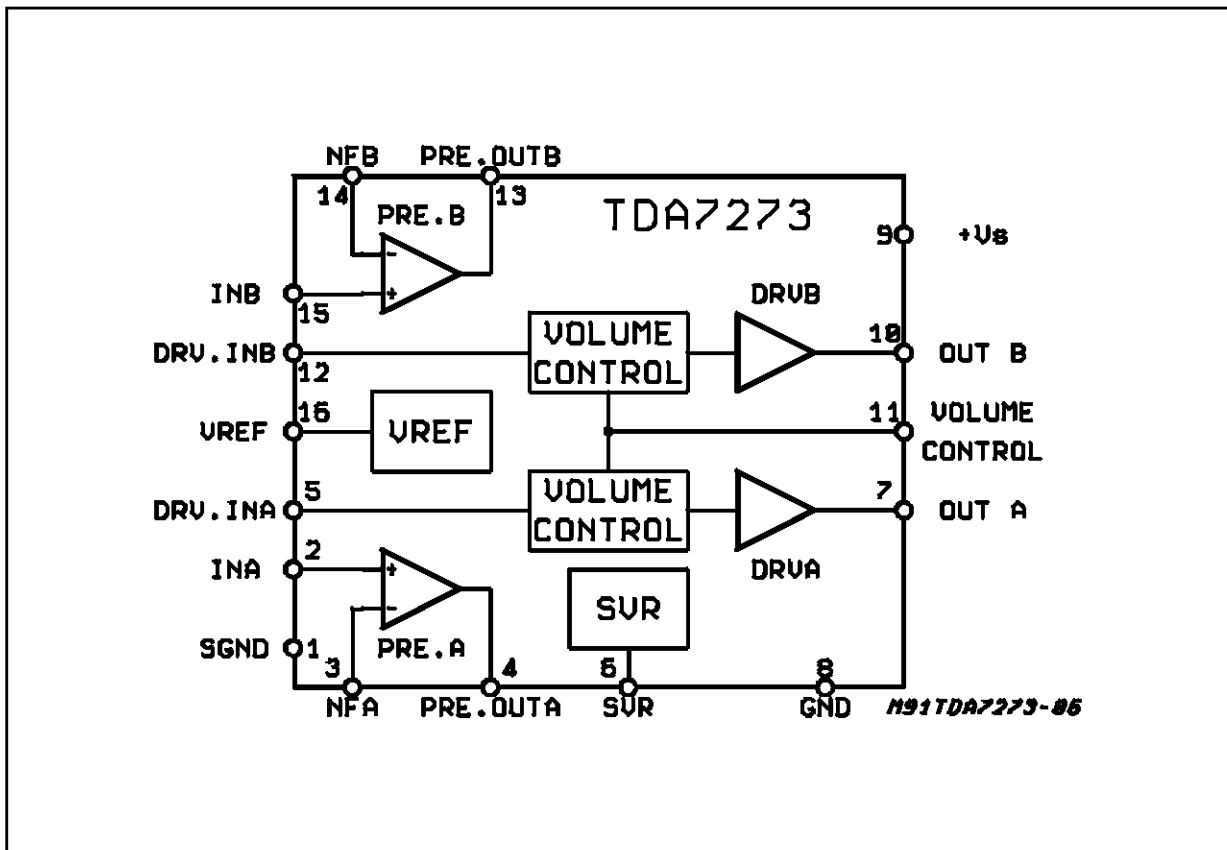 NFB PRE.OUTB
14 13
PRE.B
TDA7273
9 +Vs
-
+
INB
15
DRVB
VOLUME
CONTROL
10
DRV.INB
12
OUT B
16
VREF
VREF
11 VOLUME
CONTROL
5
DRV.INA
VOLUME
CONTROL
7
OUT A
DRVA
2
INA
+
-
SVR
SGND 1
PRE.A
3 4 6 8
NFA PRE.OUTA SVR GND M91TDA7273-06